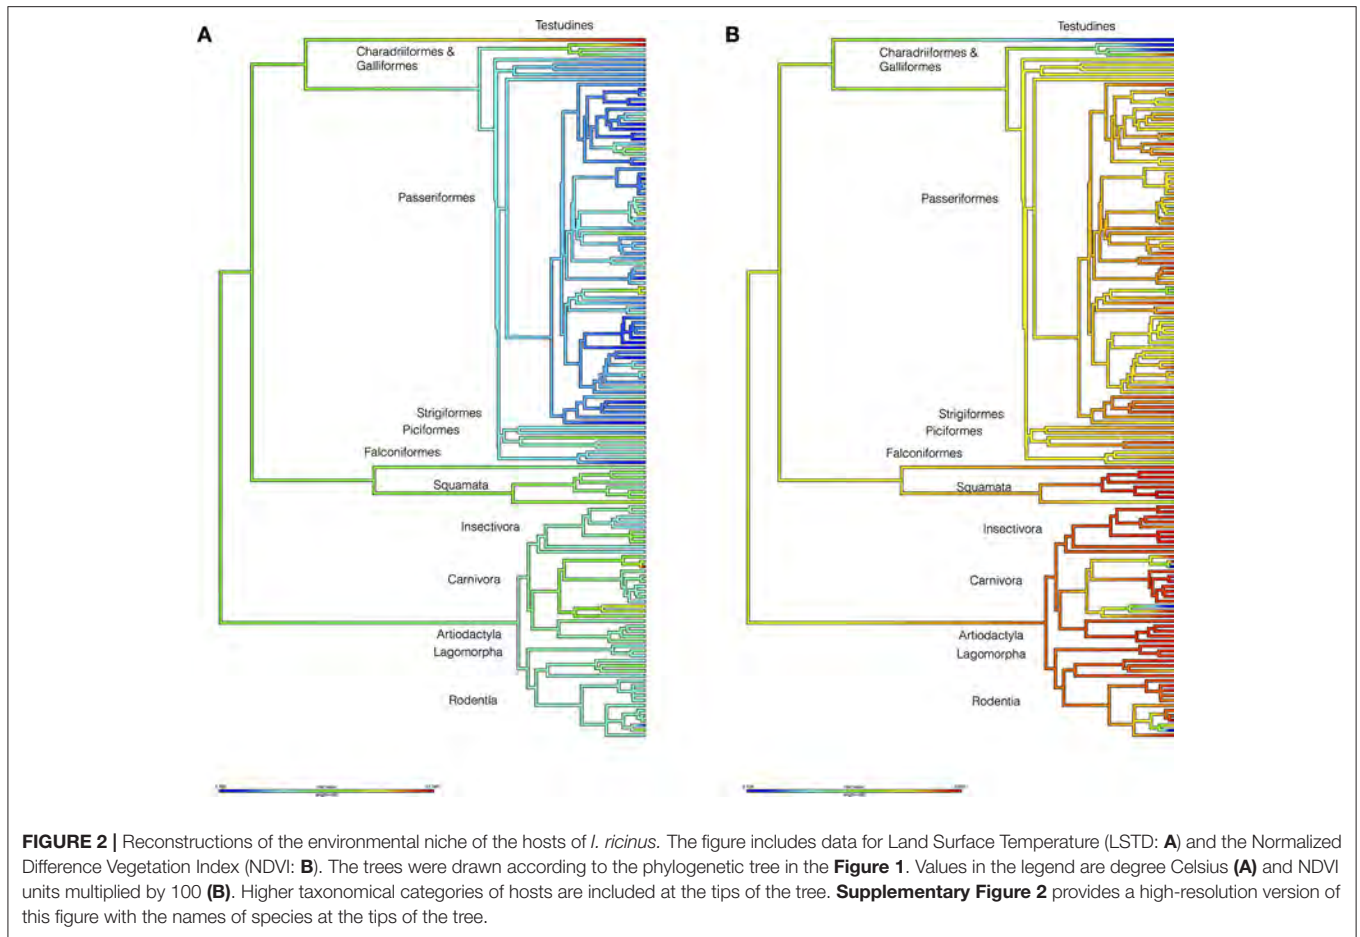 A
Testudines
Charadriiformes &
Galliformes
Passeriformes
Strigiformes
Piciformes
Falconiformes
Squamata
Insectivora
Carnivora
Artiodactyla
Lagomorpha
Rodentia
B
Testudines
Charadriiformes &
Galliformes
Passeriformes
Strigiformes
Piciformes
Falconiformes
Squamata
Insectivora
Carnivora
Artiodactyla
Lagomorpha
Rodentia
FIGURE 2 | Reconstructions of the environmental niche of the hosts of I. ricinus. The figure includes data for Land Surface Temperature (LSTD: A) and the Normalized
Difference Vegetation Index (NDVI: B). The trees were drawn according to the phylogenetic tree in the Figure 1. Values in the legend are degree Celsius (A) and NDVI
units multiplied by 100 (B). Higher taxonomical categories of hosts are included at the tips of the tree. Supplementary Figure 2 provides a high-resolution version of
this figure with the names of species at the tips of the tree.